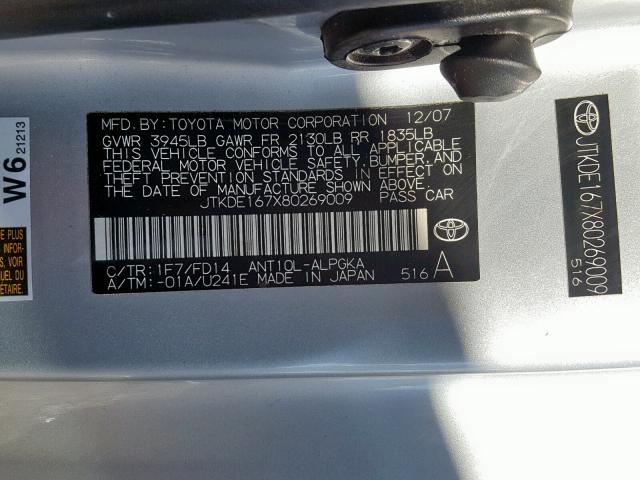 MFD.BY:TOYOTA MOTOR CORPORATION 12/07
GVWR 3945LB GAWR FR 2130LB RR 1835LB
THIS VEHICLE CONFORMS TO ALL APPLICABLE
FEDERAL MOTOR VEHICLE SAFETY,BUMPER,AND
THEFT PREVENTION STANDARDS IN EFFECT ON
THE DATE OF MANUFACTURE SHOWN ABOVE.
JTKDE167X80269009 PASS CAR
C/TR:1F7/FD14 ANT10L-ALPGKA
A/TM:-01A/U241E MADE IN JAPAN 516 A
JTKDE167X80269009
516
W6 21213